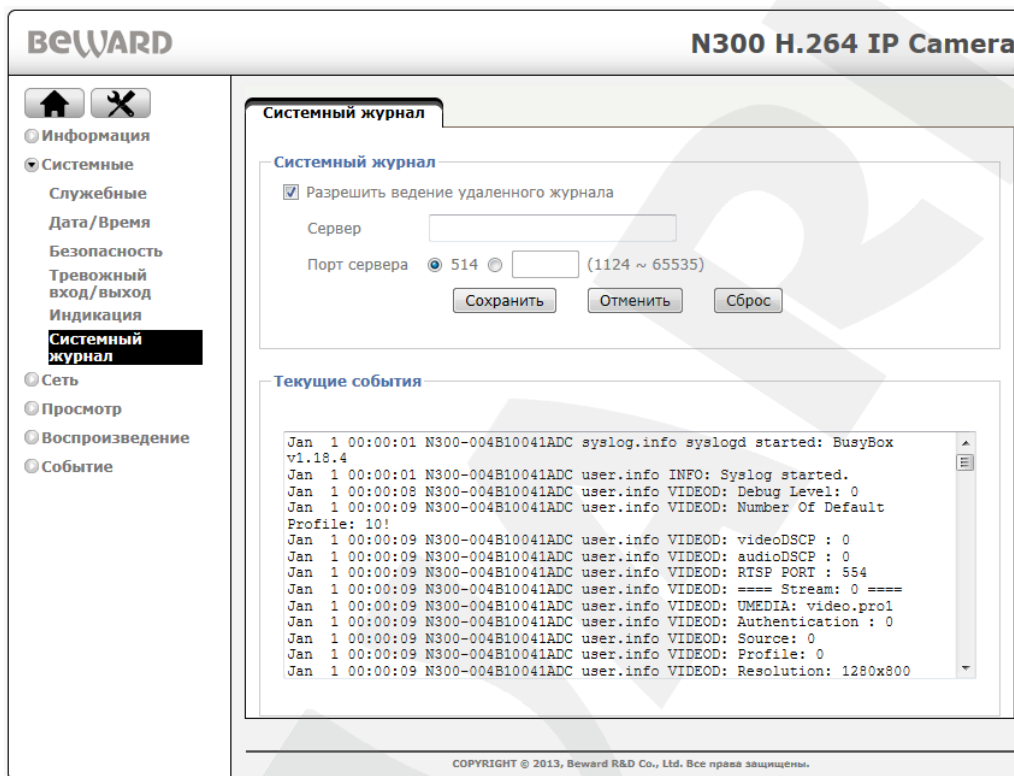 BEWARD
N300 H.264 IP Camera
Информация
Системные
Служебные
Дата/Время
Безопасность
Тревожный
вход/выход
Индикация
Системный
журнал
Сеть
Просмотр
Воспроизведение
Событие
Системный журнал
Системный журнал
Разрешить ведение удаленного журнала
Сервер
Порт сервера 514 (1124 ~ 65535)
Сохранить Отменить Сброс
Текущие события
Jan 1 00:00:01 N300-004B10041ADC syslog.info syslogd started: BusyBox
v1.18.4
Jan 1 00:00:01 N300-004B10041ADC user.info INFO: Syslog started.
Jan 1 00:00:08 N300-004B10041ADC user.info VIDEOD: Debug Level: 0
Jan 1 00:00:09 N300-004B10041ADC user.info VIDEOD: Number Of Default
Profile: 10!
Jan 1 00:00:09 N300-004B10041ADC user.info VIDEOD: videoDSCP : 0
Jan 1 00:00:09 N300-004B10041ADC user.info VIDEOD: audioDSCP : 0
Jan 1 00:00:09 N300-004B10041ADC user.info VIDEOD: RTSP PORT : 554
Jan 1 00:00:09 N300-004B10041ADC user.info VIDEOD: ==== Stream: 0 ====
Jan 1 00:00:09 N300-004B10041ADC user.info VIDEOD: UMEDIA: video.pro1
Jan 1 00:00:09 N300-004B10041ADC user.info VIDEOD: Authentication : 0
Jan 1 00:00:09 N300-004B10041ADC user.info VIDEOD: Source: 0
Jan 1 00:00:09 N300-004B10041ADC user.info VIDEOD: Profile: 0
Jan 1 00:00:09 N300-004B10041ADC user.info VIDEOD: Resolution: 1280x800
COPYRIGHT © 2013, Beward R&D Co., Ltd. Все права защищены.